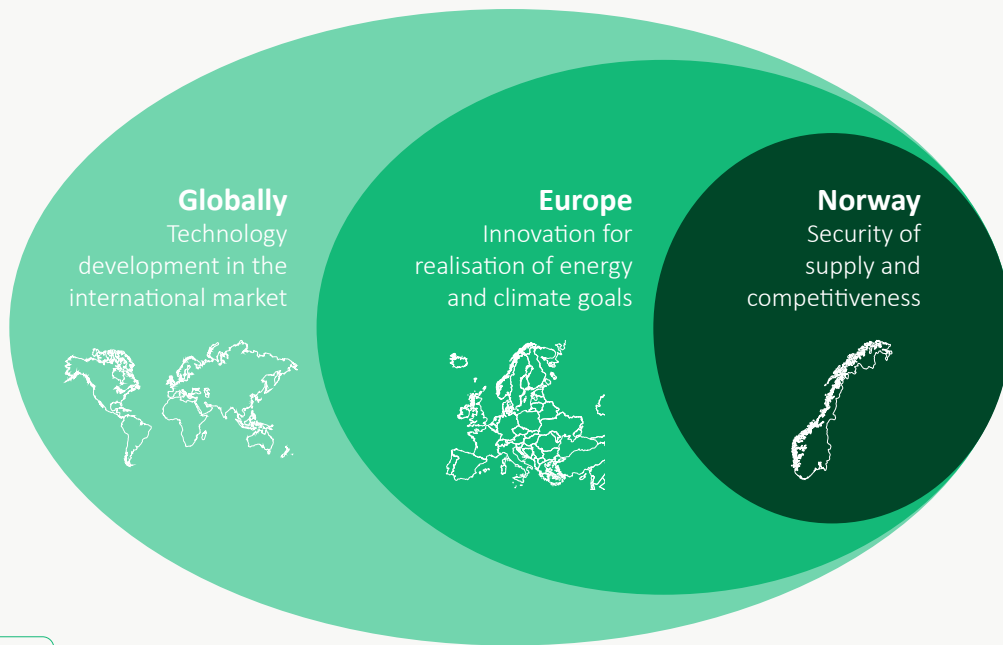 Globally
Technology
development in the
international market
Europe
Innovation for
realisation of energy
and climate goals
Norway
Security of
supply and
competitiveness